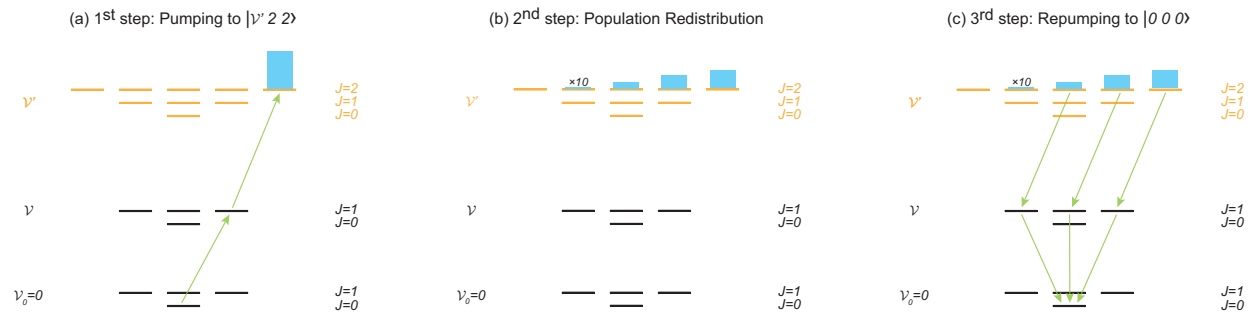 (a) 1st step: Pumping to |𝒱' 2 2⟩
𝒱'
J=2
J=1
J=0
𝒱
J=1
J=0
𝒱₀=0
J=1
J=0
(b) 2nd step: Population Redistribution
×10
𝒱'
J=2
J=1
J=0
𝒱
J=1
J=0
𝒱₀=0
J=1
J=0
(c) 3rd step: Repumping to |0 0 0⟩
×10
𝒱'
J=2
J=1
J=0
𝒱
J=1
J=0
𝒱₀=0
J=1
J=0